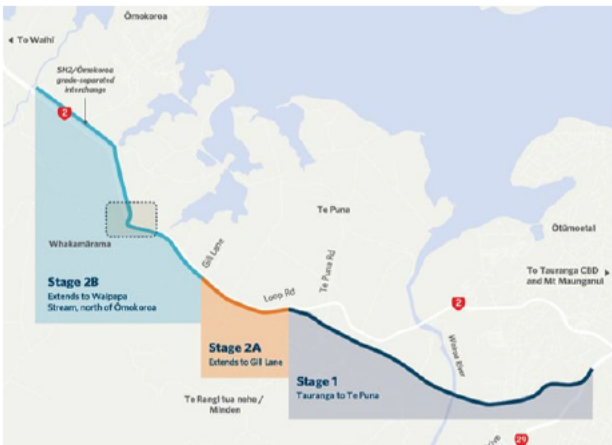 Ōmokoroa
◄ To Waihi
SH2/Ōmokoroa
grade-separated
interchange
2
Te Puna
Whakamārama
Gill Lane
Ōtūmoetai
Stage 2B
Extends to Waipapa
Stream, north of Ōmokoroa
Loop Rd
Te Puna Rd
To Tauranga CBD
and Mt Maunganui
2
Wairoa River
Stage 2A
Extends to Gill Lane
Stage 1
Tauranga to Te Puna
Te Rangi tua nehe /
Minden
29